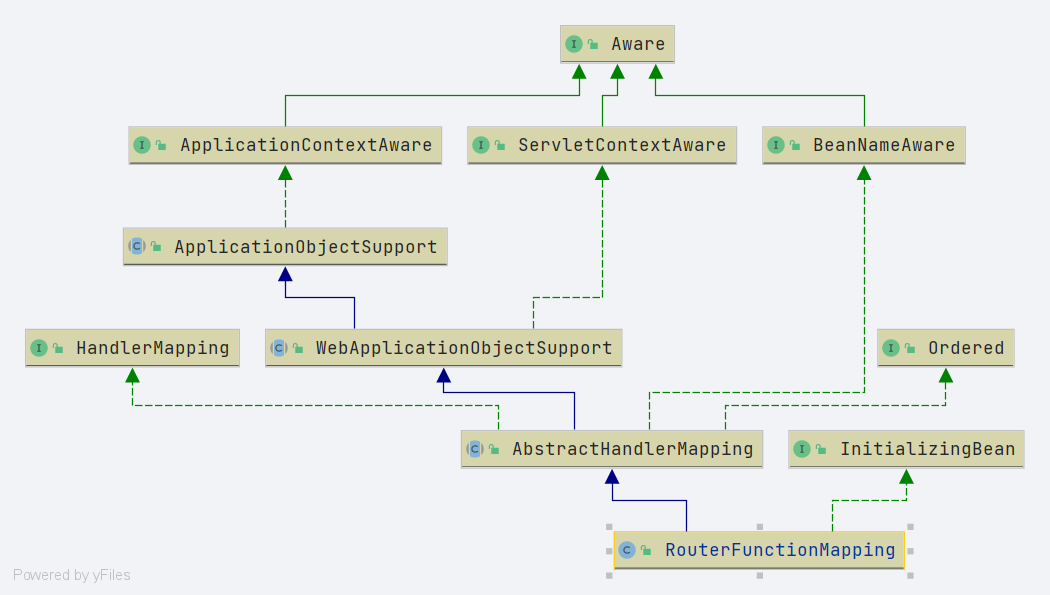 Aware
ApplicationContextAware
ServletContextAware
BeanNameAware
ApplicationObjectSupport
HandlerMapping
WebApplicationObjectSupport
Ordered
AbstractHandlerMapping
InitializingBean
RouterFunctionMapping
Powered by yFiles